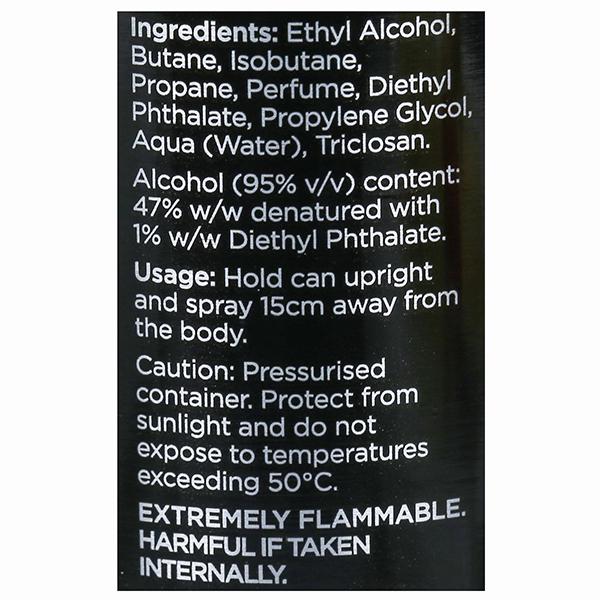 Ingredients: Ethyl Alcohol,
Butane, Isobutane,
Propane, Perfume, Diethyl
Phthalate, Propylene Glycol,
Aqua (Water), Triclosan.
Alcohol (95% v/v) content:
47% w/w denatured with
1% w/w Diethyl Phthalate.
Usage: Hold can upright
and spray 15cm away from
the body.
Caution: Pressurised
container. Protect from
sunlight and do not
expose to temperatures
exceeding 50°C.
EXTREMELY FLAMMABLE.
HARMFUL IF TAKEN
INTERNALLY.